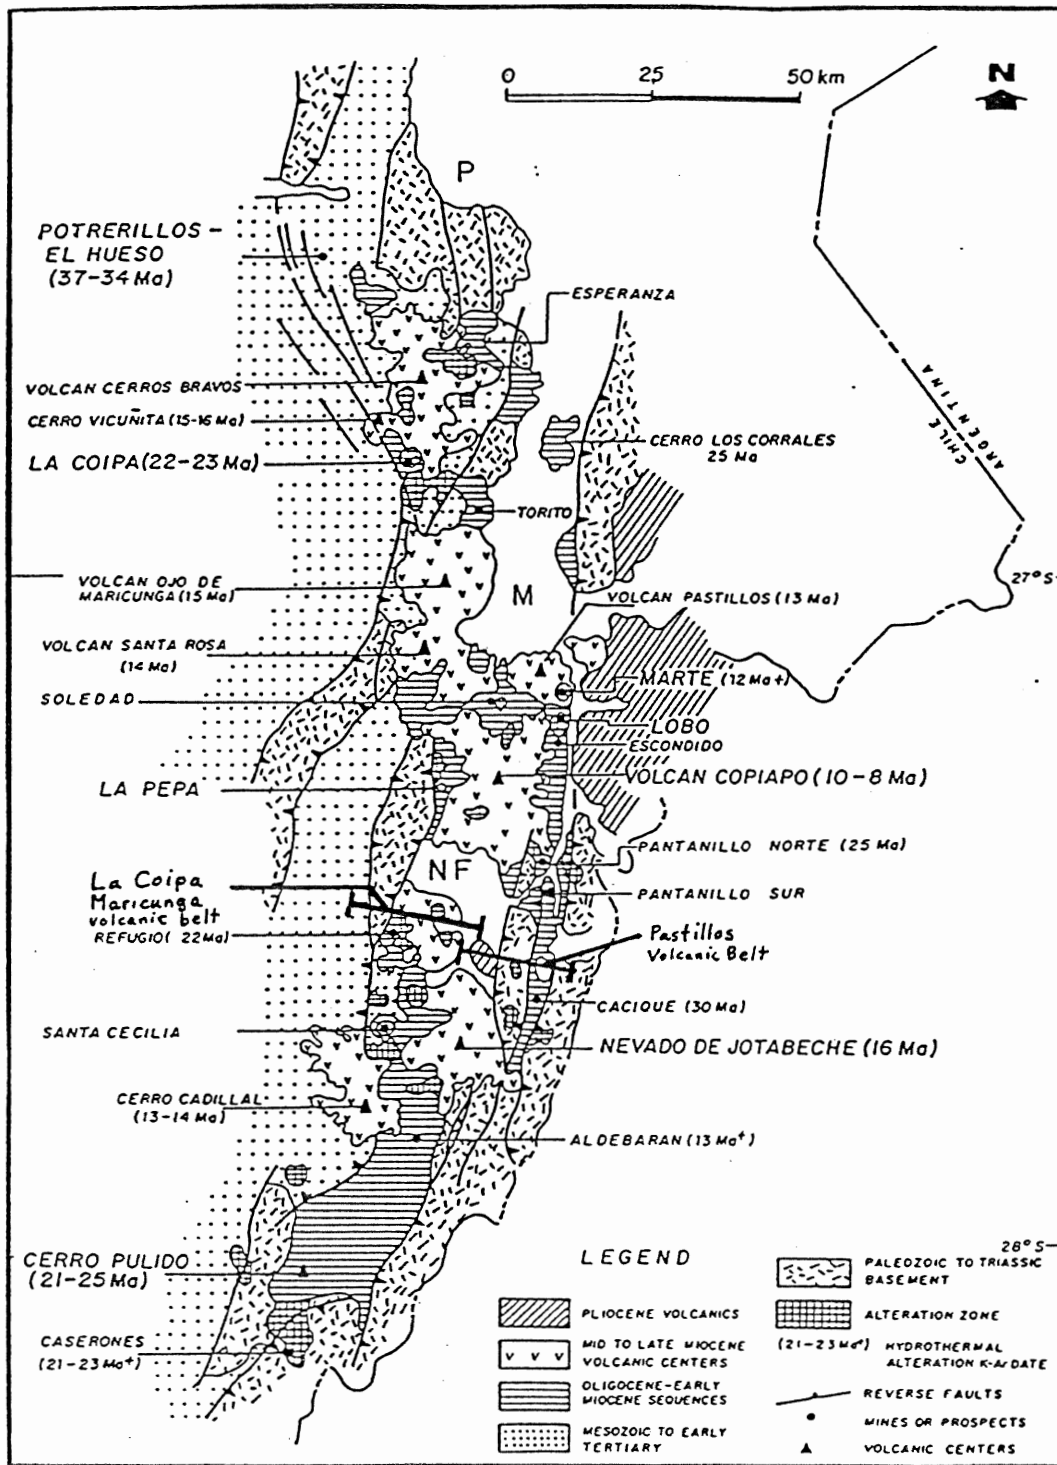 0 25 50 km
N
P
POTRERILLOS -
EL HUESO
(37-34 Ma)
ESPERANZA
VOLCAN CERROS BRAVOS
CERRO VICUÑITA (15-16 Ma)
LA COIPA (22-23 Ma)
CERRO LOS CORRALES
25 Ma
CHILE
ARGENTINA
TORITO
27° S
VOLCAN OJO DE
MARICUNGA (15 Ma)
M
VOLCAN PASTILLOS (13 Ma)
VOLCAN SANTA ROSA
(14 Ma)
MARTE (12 Ma+)
SOLEDAD
LOBO
ESCONDIDO
LA PEPA
VOLCAN COPIAPO (10-8 Ma)
PANTANILLO NORTE (25 Ma)
NF
PANTANILLO SUR
La Coipa
Maricunga
volcanic belt
REFUGIO (22 Ma)
Pastillos
Volcanic Belt
CACIQUE (30 Ma)
SANTA CECILIA
NEVADO DE JOTABECHE (16 Ma)
CERRO CADILLAL
(13-14 Ma)
ALDEBARAN (13 Ma+)
28° S
CERRO PULIDO
(21-25 Ma)
CASERONES
(21-23 Ma+)
LEGEND
PLIOCENE VOLCANICS
MID TO LATE MIOCENE
VOLCANIC CENTERS
OLIGOCENE-EARLY
MIOCENE SEQUENCES
MESOZOIC TO EARLY
TERTIARY
PALEOZOIC TO TRIASSIC
BASEMENT
ALTERATION ZONE
(21-23 Ma+) HYDROTHERMAL
ALTERATION K-Ar DATE
REVERSE FAULTS
MINES OR PROSPECTS
VOLCANIC CENTERS